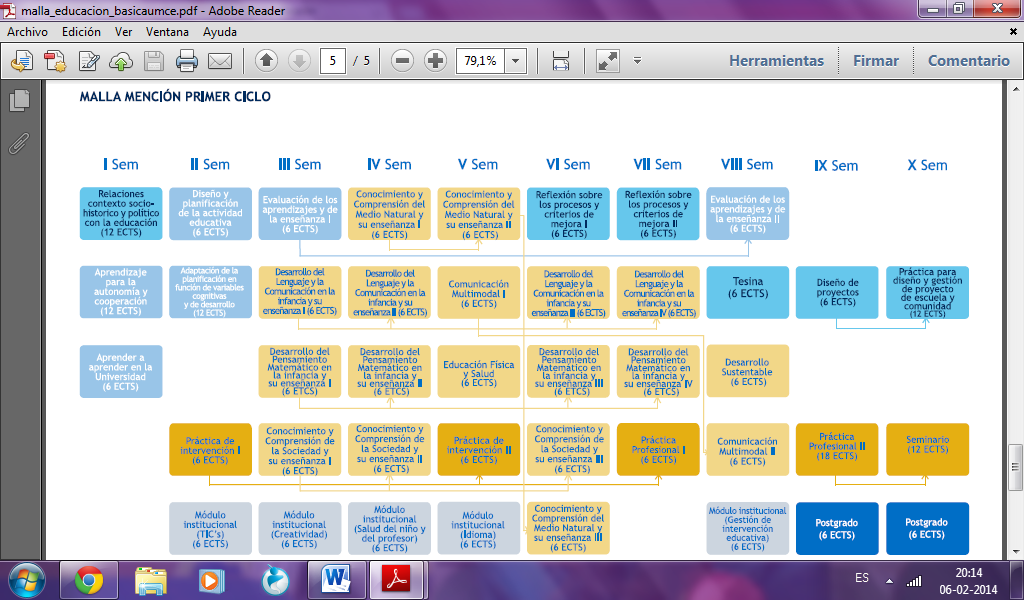 malla_educacion_basicaumce.pdf - Adobe Reader
Archivo Edición Ver Ventana Ayuda
5 / 5 79,1% Herramientas Firmar Comentario
MALLA MENCIÓN PRIMER CICLO
I Sem II Sem III Sem IV Sem V Sem VI Sem VII Sem VIII Sem IX Sem X Sem
Relaciones
contexto socio-
historico y político
con la educación
(12 ECTS)
Diseño y
planificación
de la actividad
educativa
(6 ECTS)
Evaluación de los
aprendizajes y de
la enseñanza I
(6 ECTS)
Conocimiento y
Comprensión del
Medio Natural y
su enseñanza I
(6 ECTS)
Conocimiento y
Comprensión del
Medio Natural y
su enseñanza II
(6 ECTS)
Reflexión sobre
los procesos y
criterios de
mejora I
(6 ECTS)
Reflexión sobre
los procesos y
criterios de
mejora II
(6 ECTS)
Evaluación de los
aprendizajes y de
la enseñanza II
(6 ECTS)
Aprendizaje
para la
autonomía y
cooperación
(12 ECTS)
Adaptación de la
planificación en
función de variables
cognitivas
y de desarrollo
(12 ECTS)
Desarrollo del
Lenguaje y la
Comunicación en la
infancia y su
enseñanza I (6 ECTS)
Desarrollo del
Lenguaje y la
Comunicación en la
infancia y su
enseñanza II (6 ECTS)
Comunicación
Multimodal I
(6 ECTS)
Desarrollo del
Lenguaje y la
Comunicación en la
infancia y su
enseñanza III (6 ECTS)
Desarrollo del
Lenguaje y la
Comunicación en la
infancia y su
enseñanza IV (6 ECTS)
Tesina
(6 ECTS)
Diseño de
proyectos
(6 ECTS)
Práctica para
diseño y gestión
de proyecto
de escuela y
comunidad
(12 ECTS)
Aprender a
aprender en la
Universidad
(6 ECTS)
Desarrollo del
Pensamiento
Matemático en
la infancia y
su enseñanza I
(6 ETCS)
Desarrollo del
Pensamiento
Matemático en
la infancia y
su enseñanza II
(6 ETCS)
Educación Física
y Salud
(6 ECTS)
Desarrollo del
Pensamiento
Matemático en
la infancia y
su enseñanza III
(6 ETCS)
Desarrollo del
Pensamiento
Matemático en
la infancia y
su enseñanza IV
(6 ETCS)
Desarrollo
Sustentable
(6 ECTS)
Práctica de
intervención I
(6 ECTS)
Conocimiento y
Comprensión de
la Sociedad y
su enseñanza I
(6 ECTS)
Conocimiento y
Comprensión de
la Sociedad y
su enseñanza II
(6 ECTS)
Práctica de
intervención II
(6 ECTS)
Conocimiento y
Comprensión de
la Sociedad y
su enseñanza III
(6 ECTS)
Práctica
Profesional I
(6 ECTS)
Comunicación
Multimodal II
(6 ECTS)
Práctica
Profesional II
(18 ECTS)
Seminario
(12 ECTS)
Módulo
institucional
(TIC's)
(6 ECTS)
Módulo
institucional
(Creatividad)
(6 ECTS)
Módulo
institucional
(Salud del niño y
del profesor)
(6 ECTS)
Módulo
institucional
(Idioma)
(6 ECTS)
Conocimiento y
Comprensión del
Medio Natural y
su enseñanza III
(6 ECTS)
Módulo institucional
(Gestión de
intervención
educativa)
(6 ECTS)
Postgrado
(6 ECTS)
Postgrado
(6 ECTS)
ES
20:14
06-02-2014